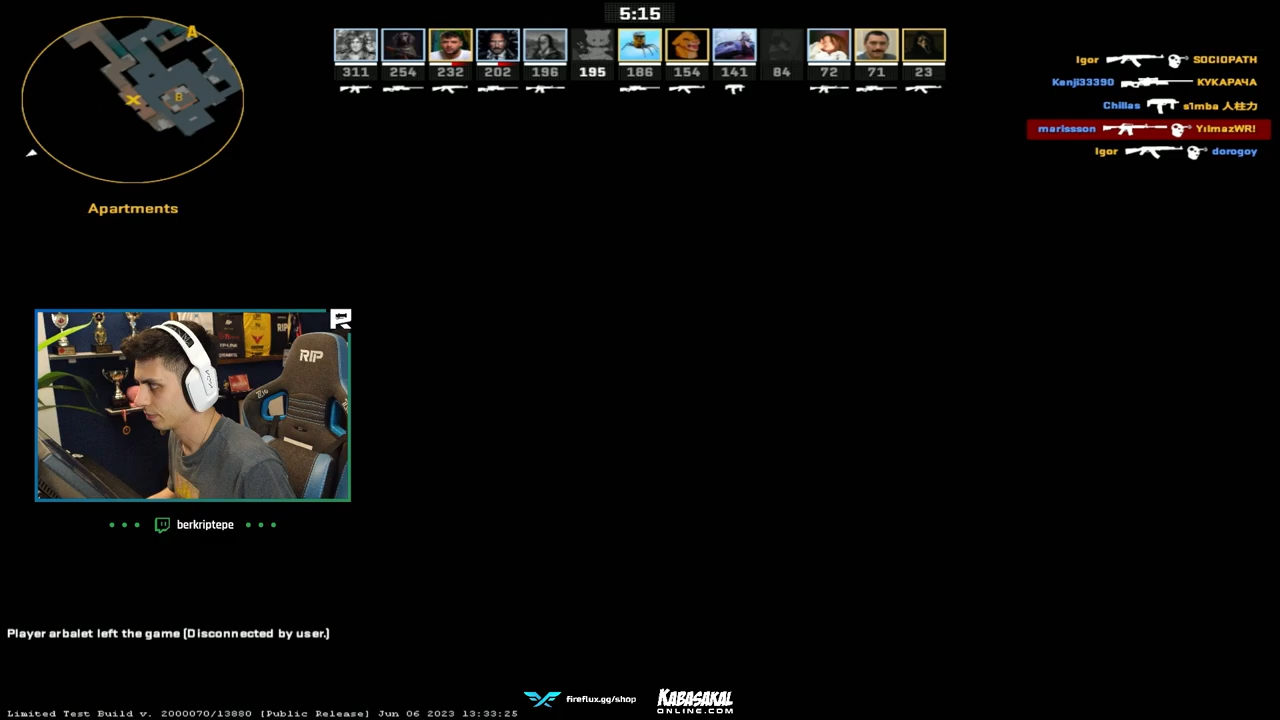 5:15
A
B
311 254 232 202 196 195 186 154 141 84 72 71 23
Igor SOCIOPATH
Kenji33390 КУКАРАЧА
Chillas s1mba 人柱力
marissson YılmazWR!
Igor dorogoy
Apartments
RIP
RIP
berkriptepe
Player arbalet left the game (Disconnected by user.)
fireflux.gg/shop
KABASAKAL
ONLINE.COM
Limited Test Build v. 2000070/13880 [Public Release] Jun 06 2023 13:33:25